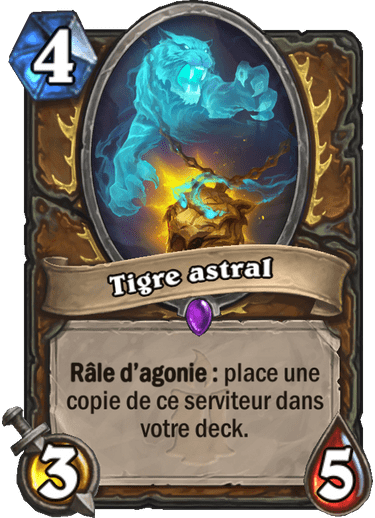 4
Tigre astral
Râle d’agonie : place une
copie de ce serviteur dans
votre deck.
3
5